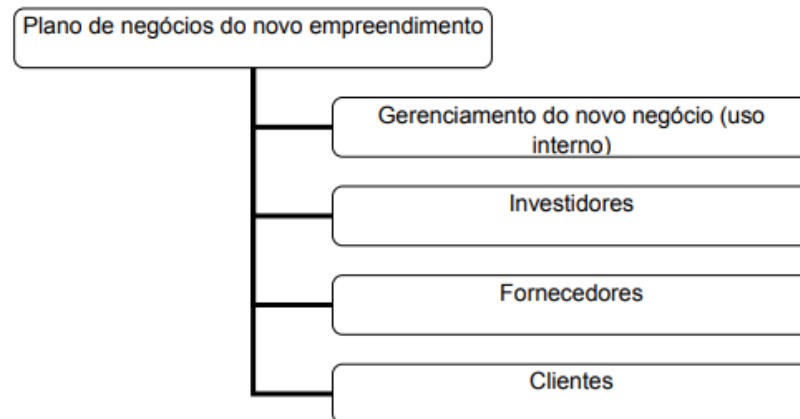 Plano de negócios do novo empreendimento
Gerenciamento do novo negócio (uso
interno)
Investidores
Fornecedores
Clientes